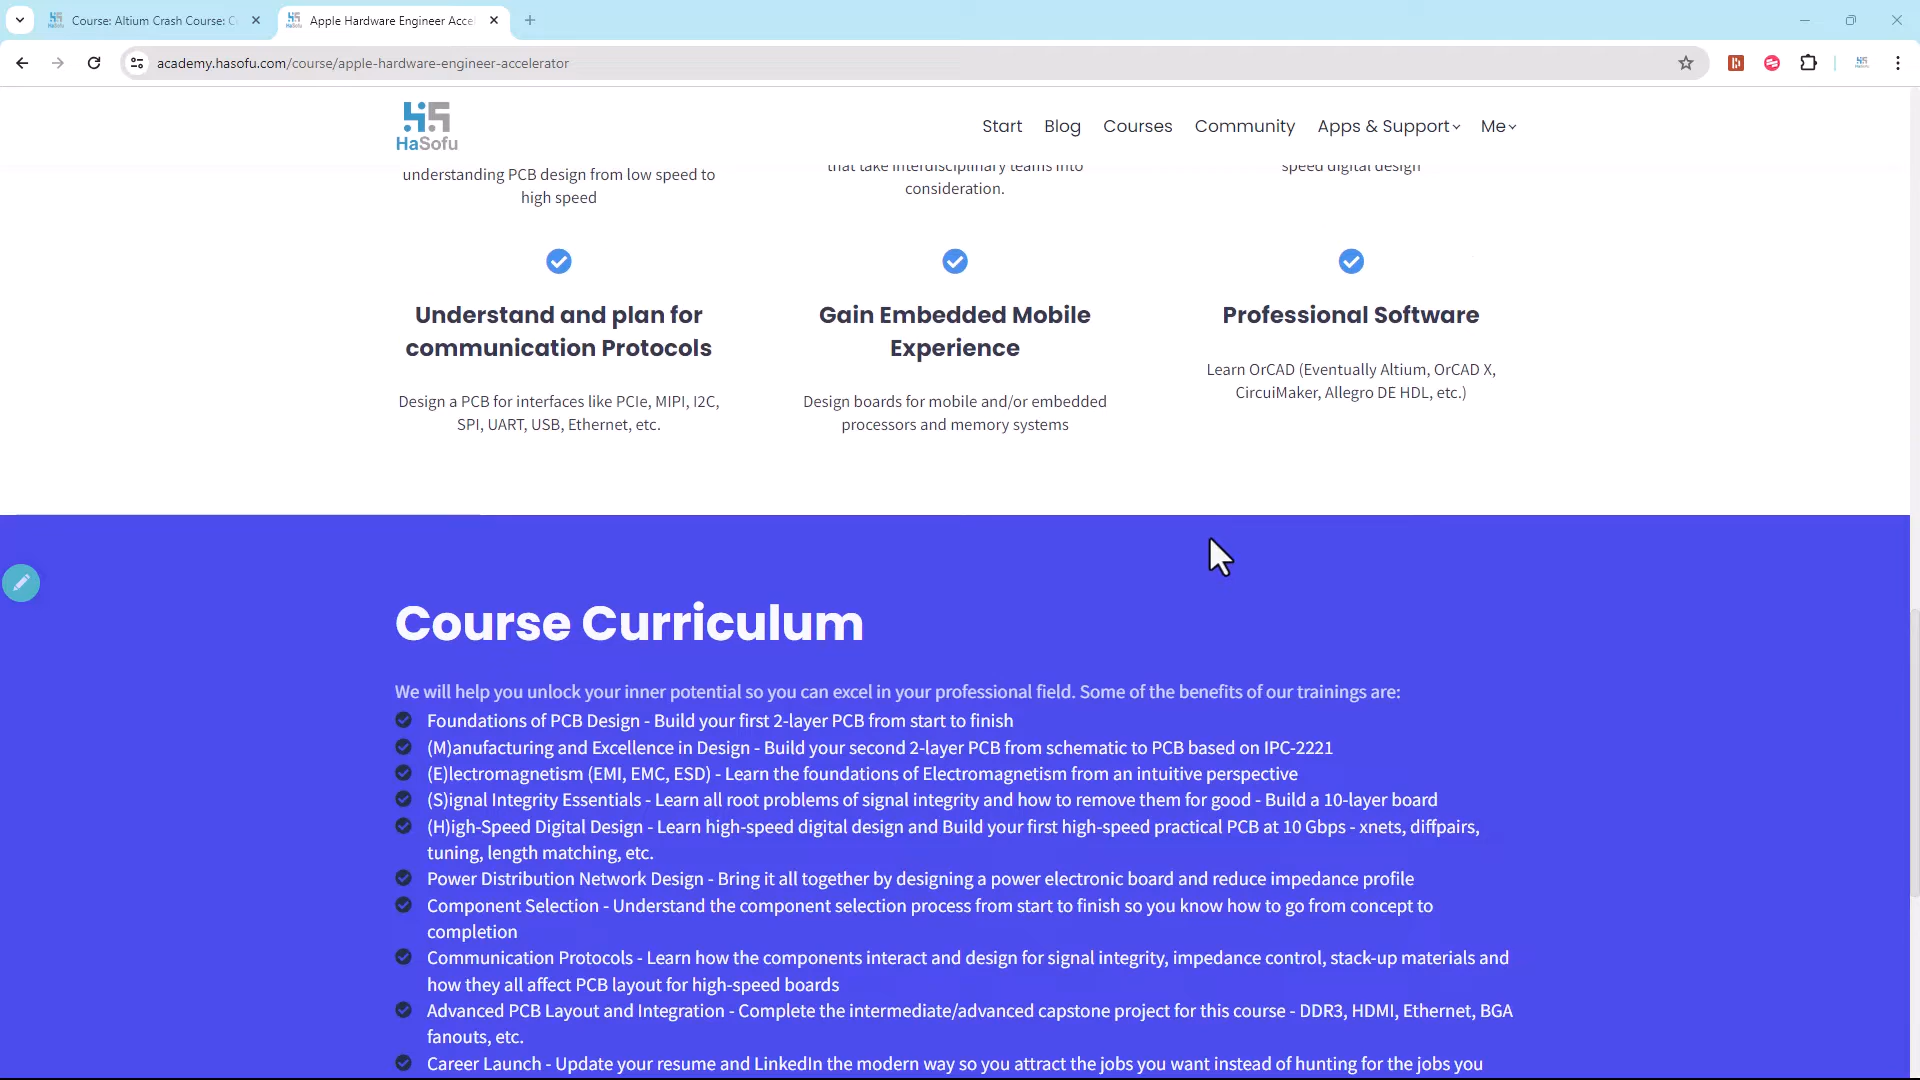 Course: Altium Crash Course: C
Apple Hardware Engineer Acce
academy.hasofu.com/course/apple-hardware-engineer-accelerator
HaSofu
Start Blog Courses Community Apps & Support Me
understanding PCB design from low speed to
high speed
that take interdisciplinary teams into
consideration.
speed digital design
Understand and plan for
communication Protocols
Design a PCB for interfaces like PCIe, MIPI, I2C,
SPI, UART, USB, Ethernet, etc.
Gain Embedded Mobile
Experience
Design boards for mobile and/or embedded
processors and memory systems
Professional Software
Learn OrCAD (Eventually Altium, OrCAD X,
CircuiMaker, Allegro DE HDL, etc.)
Course Curriculum
We will help you unlock your inner potential so you can excel in your professional field. Some of the benefits of our trainings are:
Foundations of PCB Design - Build your first 2-layer PCB from start to finish
(M)anufacturing and Excellence in Design - Build your second 2-layer PCB from schematic to PCB based on IPC-2221
(E)lectromagnetism (EMI, EMC, ESD) - Learn the foundations of Electromagnetism from an intuitive perspective
(S)ignal Integrity Essentials - Learn all root problems of signal integrity and how to remove them for good - Build a 10-layer board
(H)igh-Speed Digital Design - Learn high-speed digital design and Build your first high-speed practical PCB at 10 Gbps - xnets, diffpairs,
tuning, length matching, etc.
Power Distribution Network Design - Bring it all together by designing a power electronic board and reduce impedance profile
Component Selection - Understand the component selection process from start to finish so you know how to go from concept to
completion
Communication Protocols - Learn how the components interact and design for signal integrity, impedance control, stack-up materials and
how they all affect PCB layout for high-speed boards
Advanced PCB Layout and Integration - Complete the intermediate/advanced capstone project for this course - DDR3, HDMI, Ethernet, BGA
fanouts, etc.
Career Launch - Update your resume and LinkedIn the modern way so you attract the jobs you want instead of hunting for the jobs you